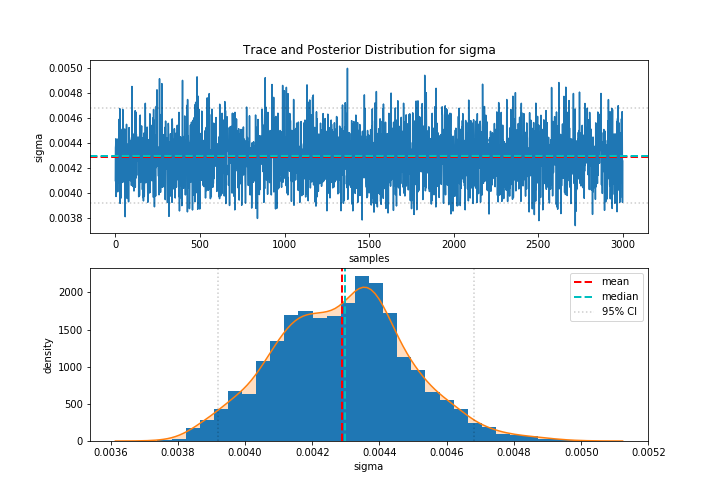 Trace and Posterior Distribution for sigma
0.0050
0.0048
0.0046
0.0044
0.0042
0.0040
0.0038
sigma
0 500 1000 1500 2000 2500 3000
samples
mean
median
95% CI
2000
1500
1000
500
0
density
0.0036 0.0038 0.0040 0.0042 0.0044 0.0046 0.0048 0.0050 0.0052
sigma